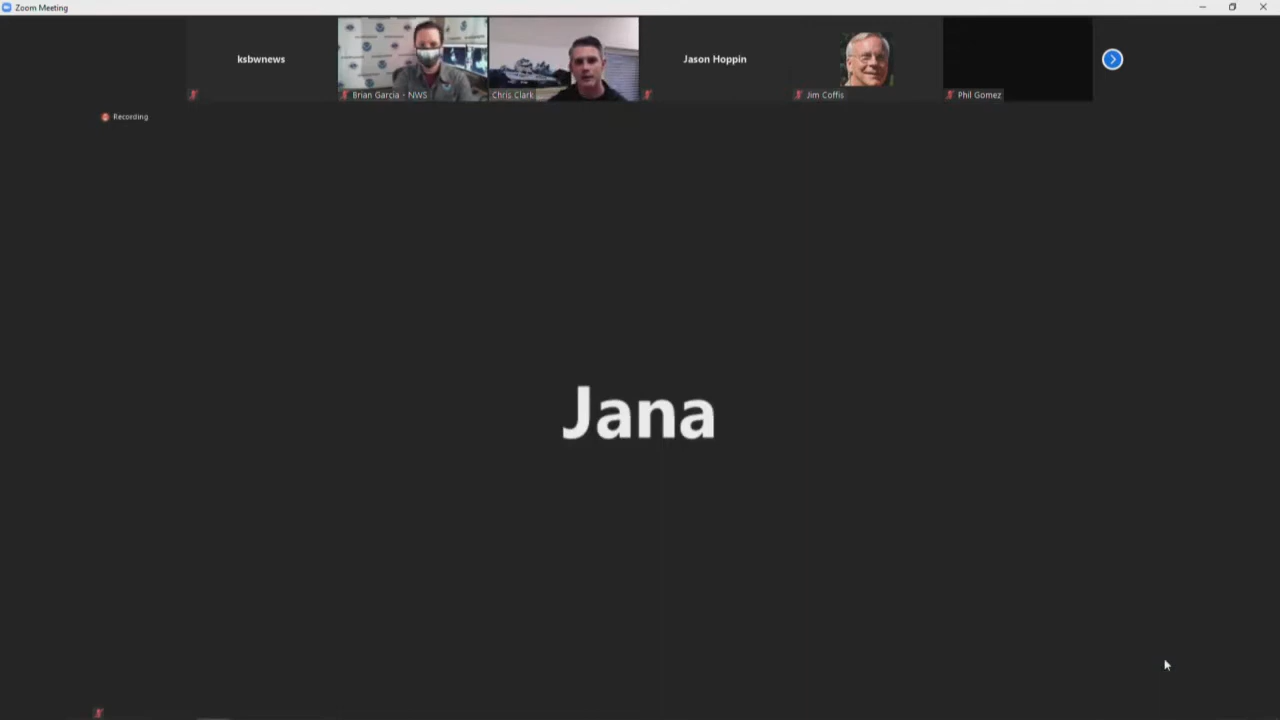 Zoom Meeting
ksbwnews
Brian Garcia - NWS
Chris Clark
Jason Hoppin
Jim Coffis
Phil Gomez
Recording
Jana